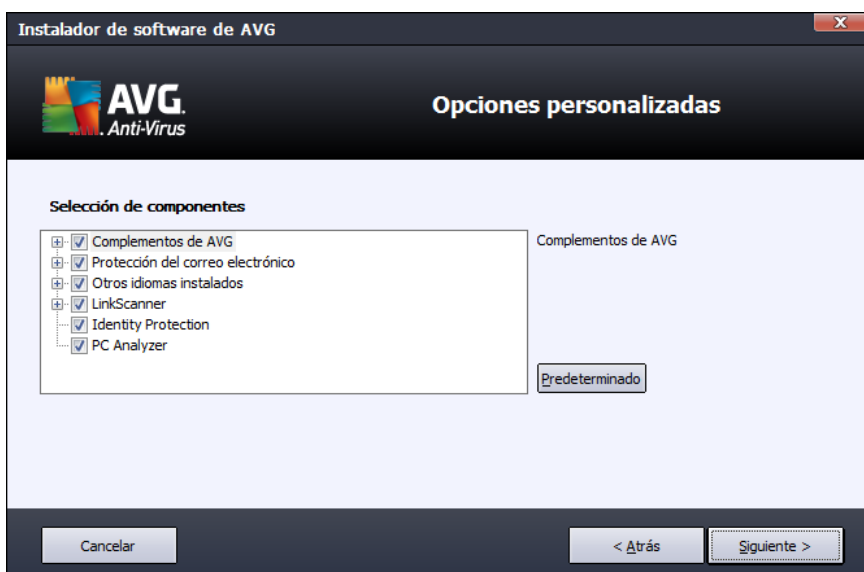 Instalador de software de AVG
X
AVG.
Anti-Virus
Opciones personalizadas
Selección de componentes
Complementos de AVG
Complementos de AVG
Protección del correo electrónico
Otros idiomas instalados
LinkScanner
Identity Protection
PC Analyzer
Predeterminado
Cancelar
< Atrás
Siguiente >